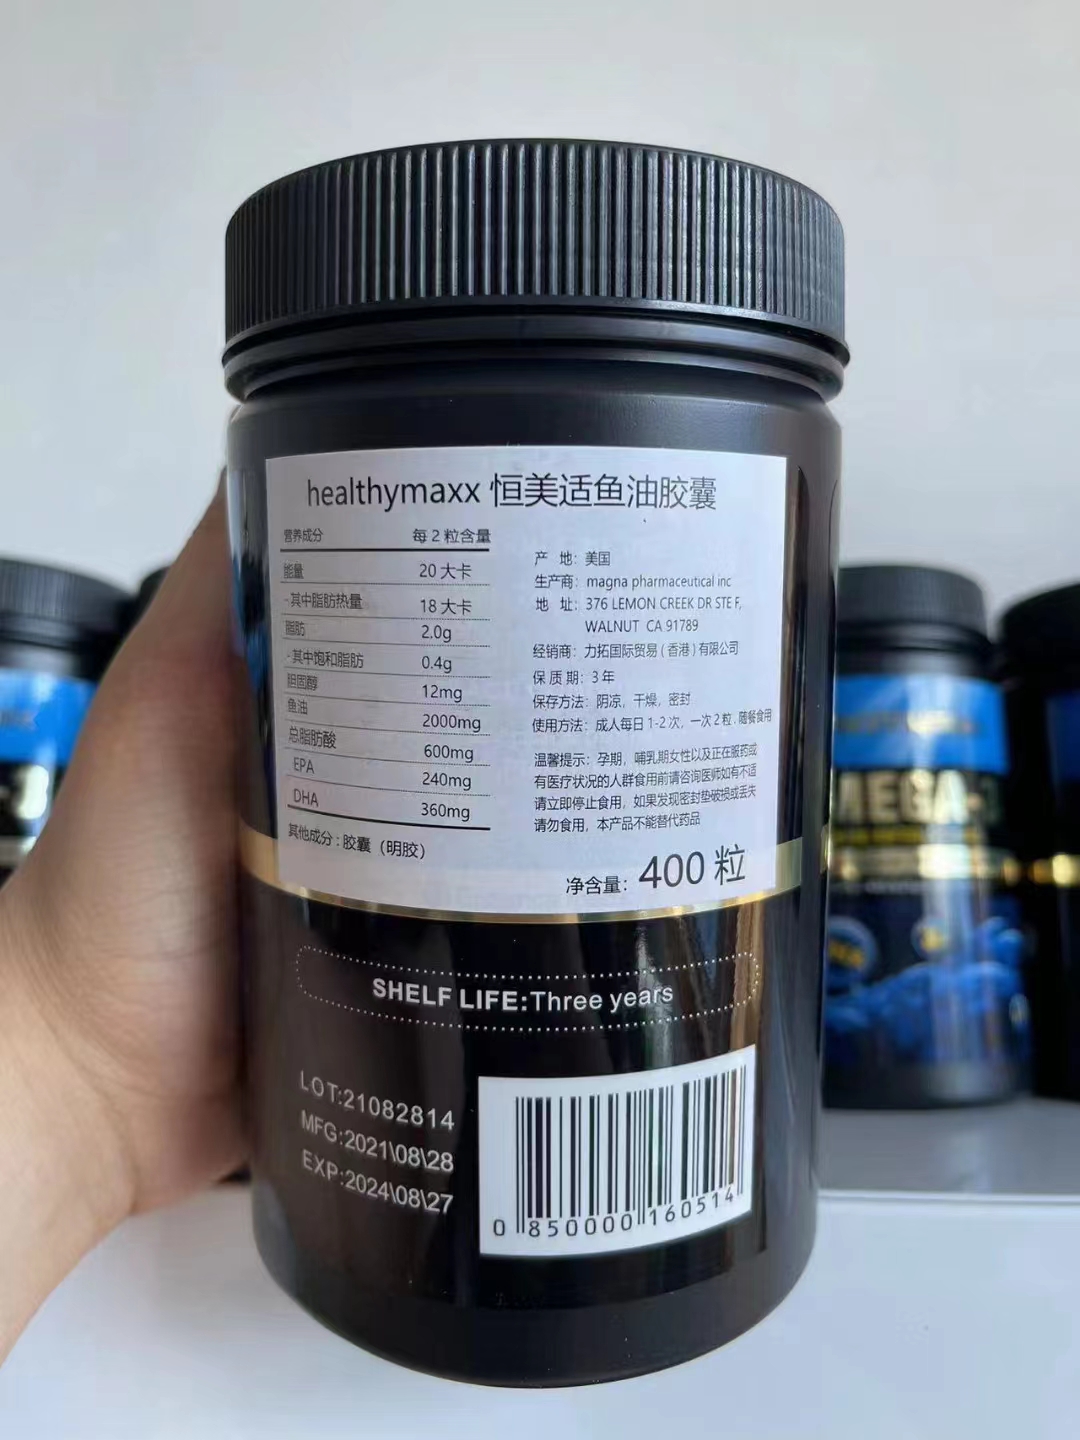 healthymaxx 恒美适鱼油胶囊
营养成分 每2粒含量
能量 20大卡
-其中脂肪热量 18大卡
脂肪 2.0g
-其中饱和脂肪 0.4g
胆固醇 12mg
鱼油 2000mg
总脂肪酸 600mg
EPA 240mg
DHA 360mg
其他成分：胶囊（明胶）
产 地：美国
生产商：magna pharmaceutical inc
地 址：376 LEMON CREEK DR STE F,
WALNUT CA 91789
经销商：力拓国际贸易(香港)有限公司
保质期：3年
保存方法：阴凉，干燥，密封
使用方法：成人每日1-2次，一次2粒．随餐食用
温馨提示：孕期，哺乳期女性以及正在服药或
有医疗状况的人群食用前请咨询医师如有不适
请立即停止食用，如果发现密封垫破损或丢失
请勿食用，本产品不能替代药品
净含量：400 粒
SHELF LIFE:Three years
LOT:21082814
MFG:2021\08\28
EXP:2024\08\27
0 850000 160514
MEGA-